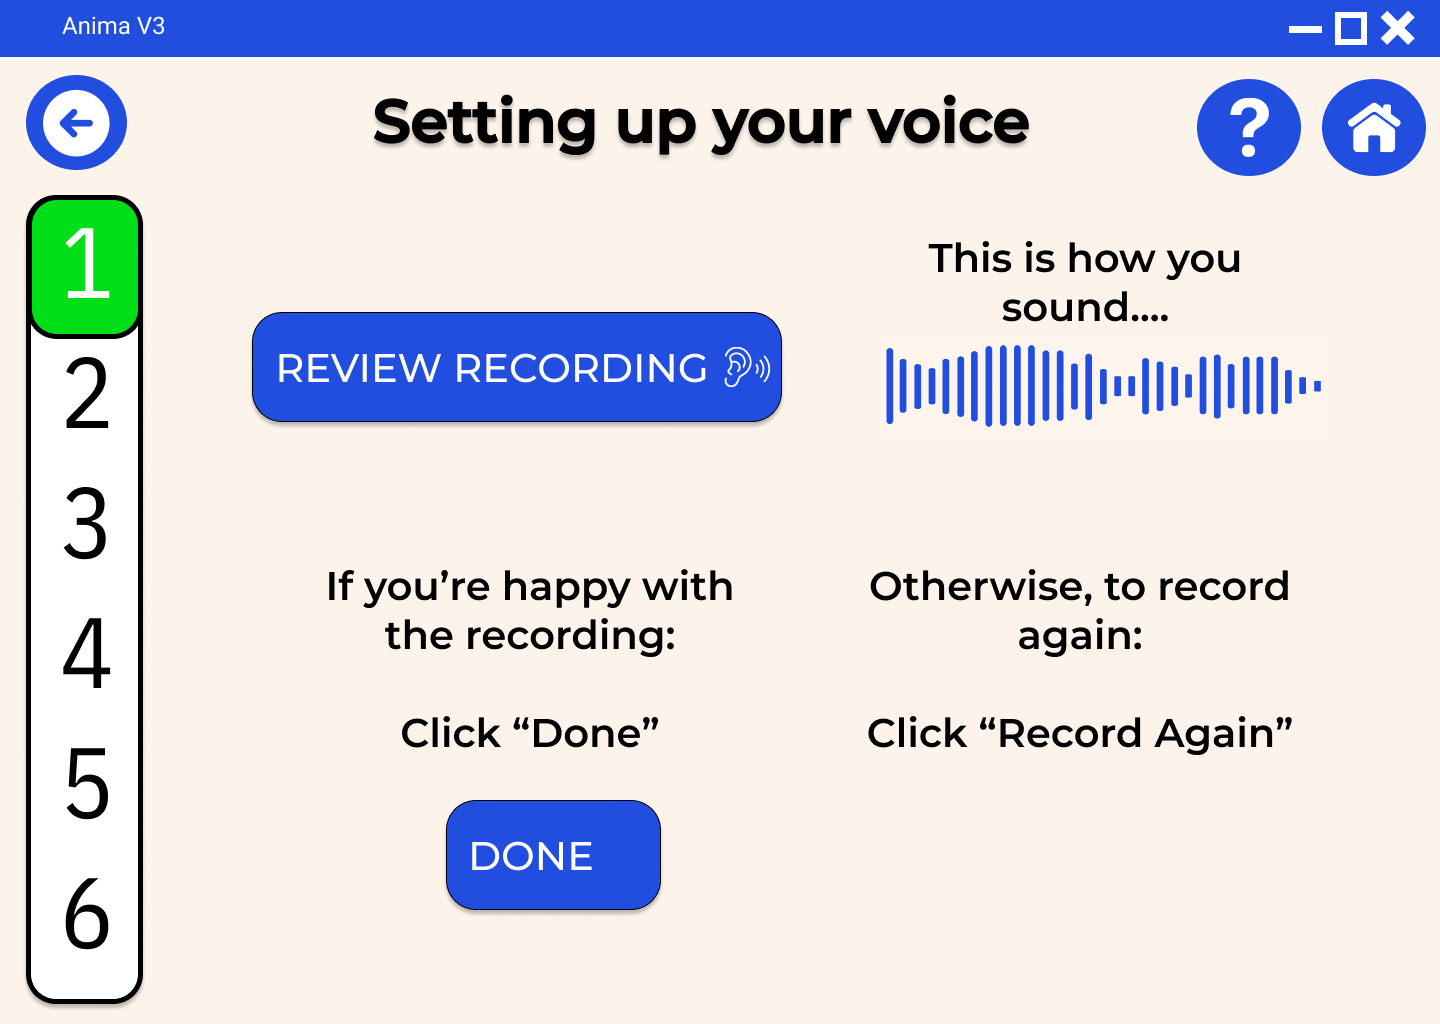 Anima V3
Setting up your voice
1
2
3
4
5
6
REVIEW RECORDING
This is how you
sound....
If you’re happy with
the recording:
Click “Done”
DONE
Otherwise, to record
again:
Click “Record Again”